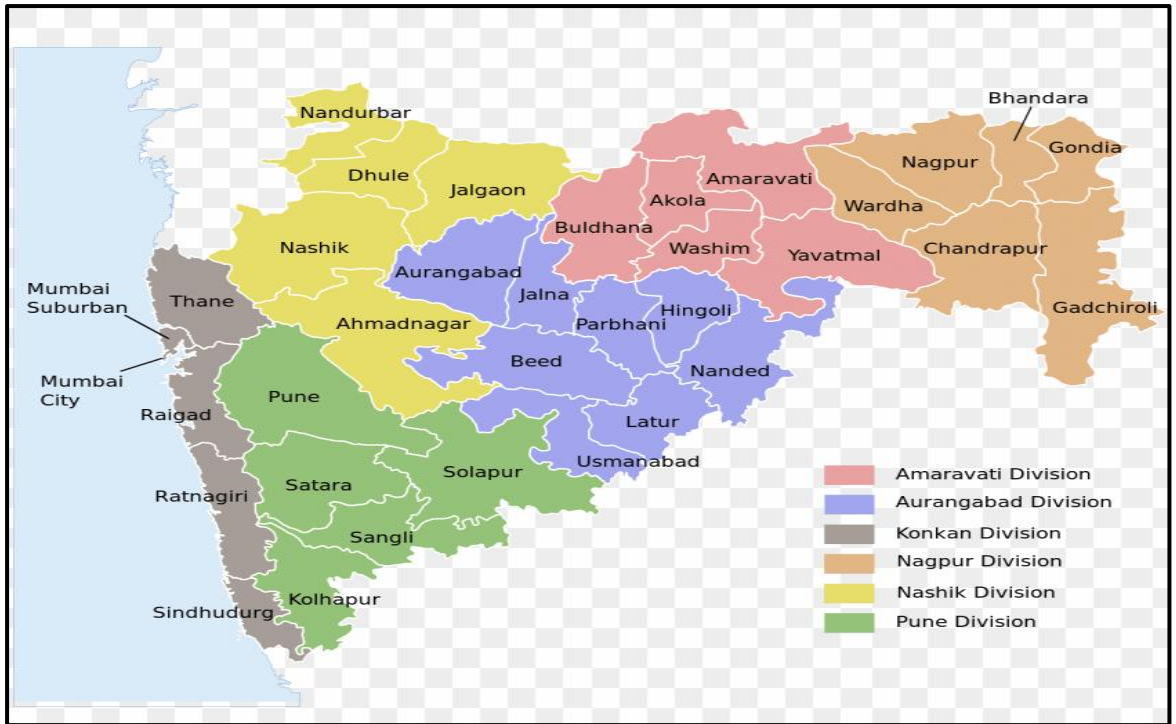 Bhandara
Nandurbar
Gondia
Nagpur
Dhule
Amaravati
Jalgaon
Akola
Wardha
Buldhana
Nashik
Washim
Yavatmal
Chandrapur
Aurangabad
Mumbai
Suburban
Thane
Jalna
Hingoli
Gadchiroli
Ahmadnagar
Parbhani
Beed
Nanded
Mumbai
City
Pune
Raigad
Latur
Usmanabad
Solapur
Satara
Ratnagiri
Sangli
Kolhapur
Sindhudurg
Amaravati Division
Aurangabad Division
Konkan Division
Nagpur Division
Nashik Division
Pune Division